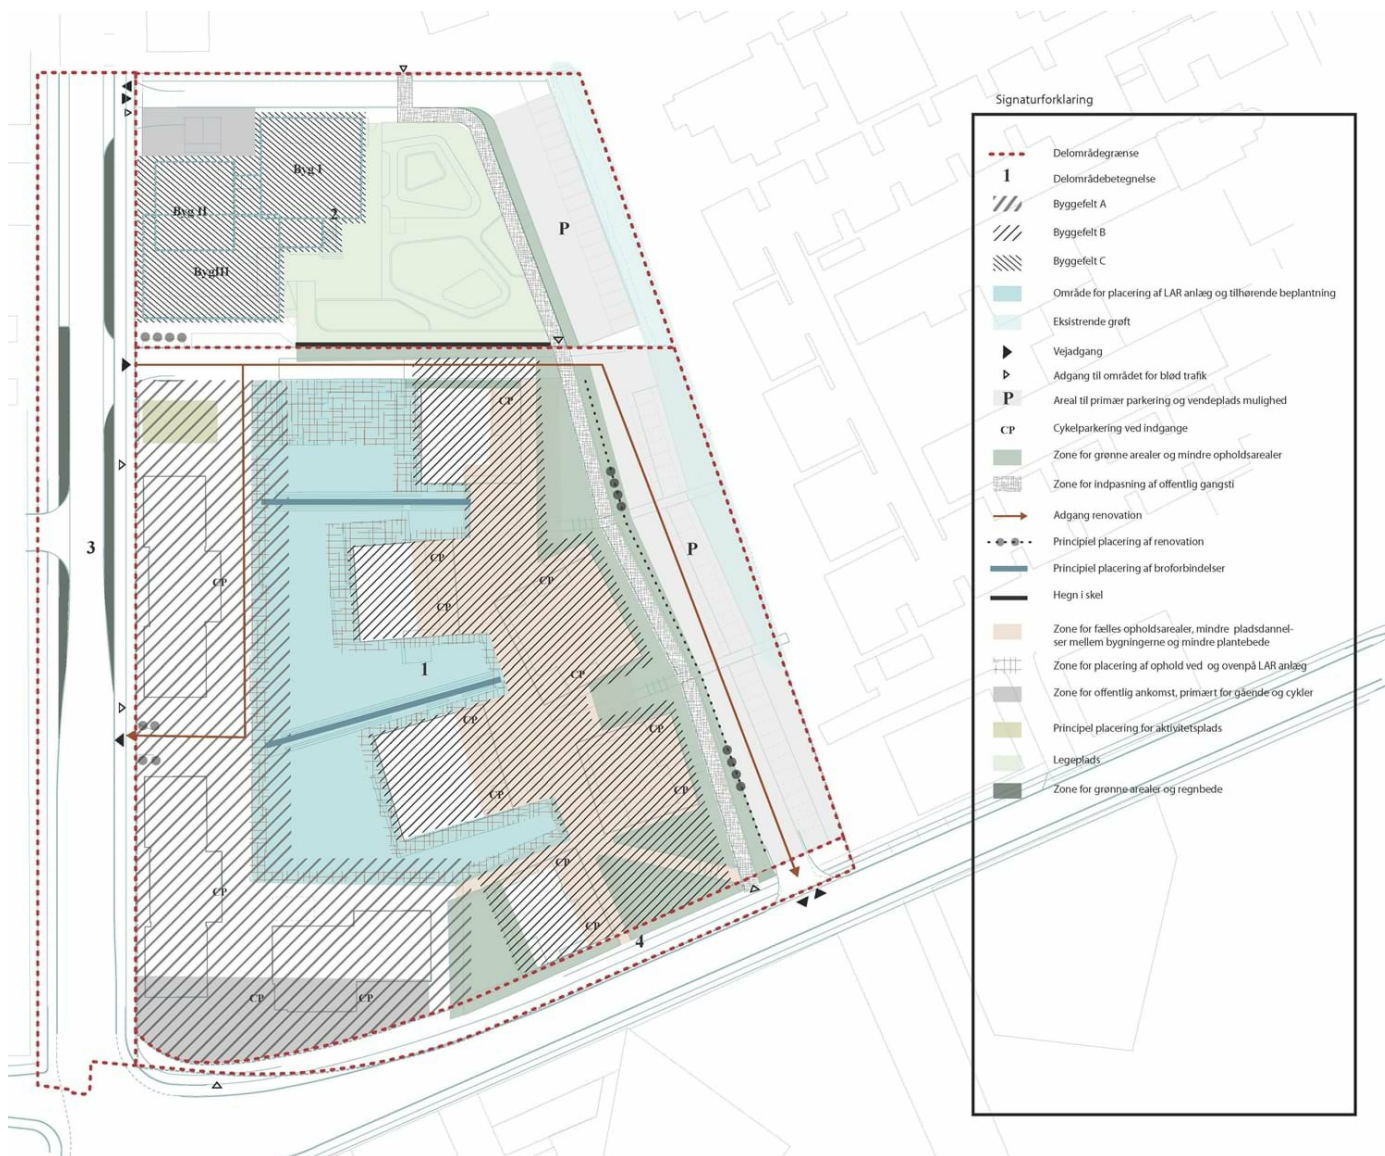 Signaturforklaring
Delområdegrænse
1
Delområdebetegnelse
Byggefelt A
Byggefelt B
Byggefelt C
Område for placering af LAR anlæg og tilhørende beplantning
Eksistrende grøft
Vejadgang
Adgang til området for blød trafik
P
Areal til primær parkering og vendeplads mulighed
CP
Cykelparkering ved indgange
Zone for grønne arealer og mindre opholdsarealer
Zone for indpasning af offentlig gangsti
Adgang renovation
Principiel placering af renovation
Principiel placering af broforbindelser
Hegn i skel
Zone for fælles opholdsarealer, mindre pladsdannel-
ser mellem bygningerne og mindre plantebede
Zone for placering af ophold ved og ovenpå LAR anlæg
Zone for offentlig ankomst, primært for gående og cykler
Principel placering for aktivitetsplads
Legeplads
Zone for grønne arealer og regnbede
Byg I
Byg II
2
P
BygIII
CP
3
P
CP
CP
CP
CP
1
CP
CP
CP
CP
CP
CP
CP
CP
4
CP
CP